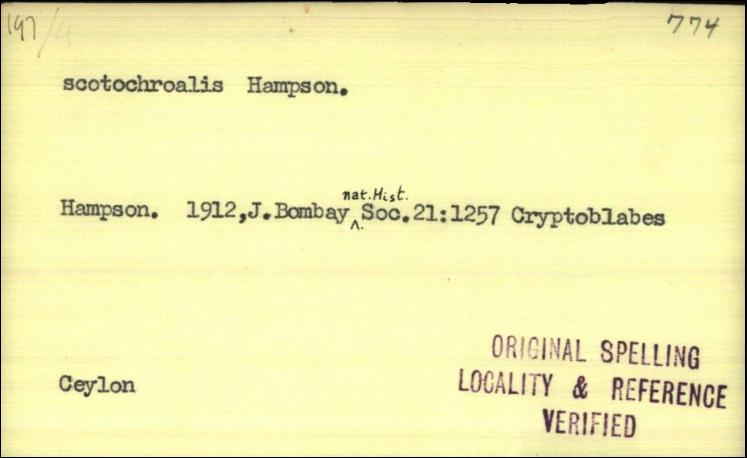 197/4 774
scotochroalis Hampson.
nat. Hist.
Hampson. 1912, J. Bombay ^ Soc. 21:1257 Cryptoblabes
Ceylon
ORIGINAL SPELLING
LOCALITY & REFERENCE
VERIFIED